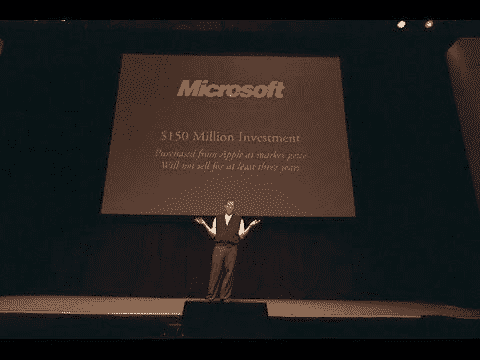 Microsoft
$150 Million Investment
Purchased from Apple at market price
Will not sell for at least three years